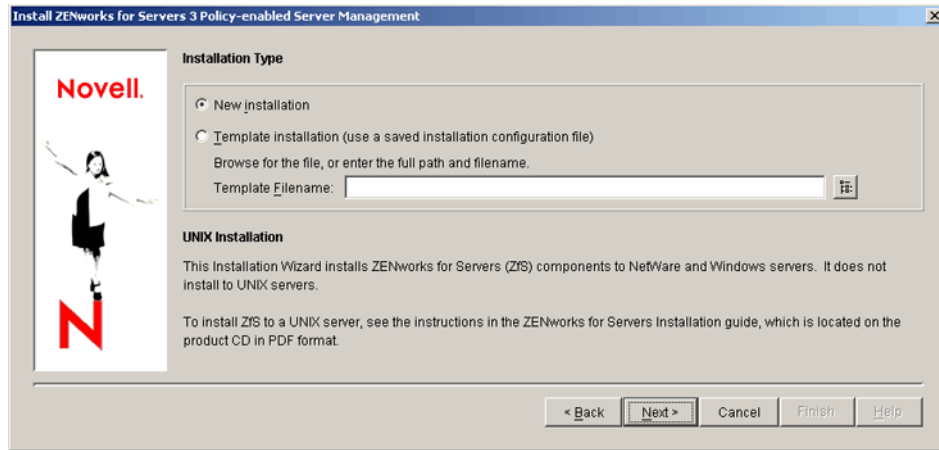 Install ZENworks for Servers 3 Policy-enabled Server Management
Novell.
N
Installation Type
New installation
Template installation (use a saved installation configuration file)
Browse for the file, or enter the full path and filename.
Template Filename:
UNIX Installation
This Installation Wizard installs ZENworks for Servers (ZfS) components to NetWare and Windows servers. It does not
install to UNIX servers.
To install ZfS to a UNIX server, see the instructions in the ZENworks for Servers Installation guide, which is located on the
product CD in PDF format.
< Back
Next >
Cancel
Finish
Help